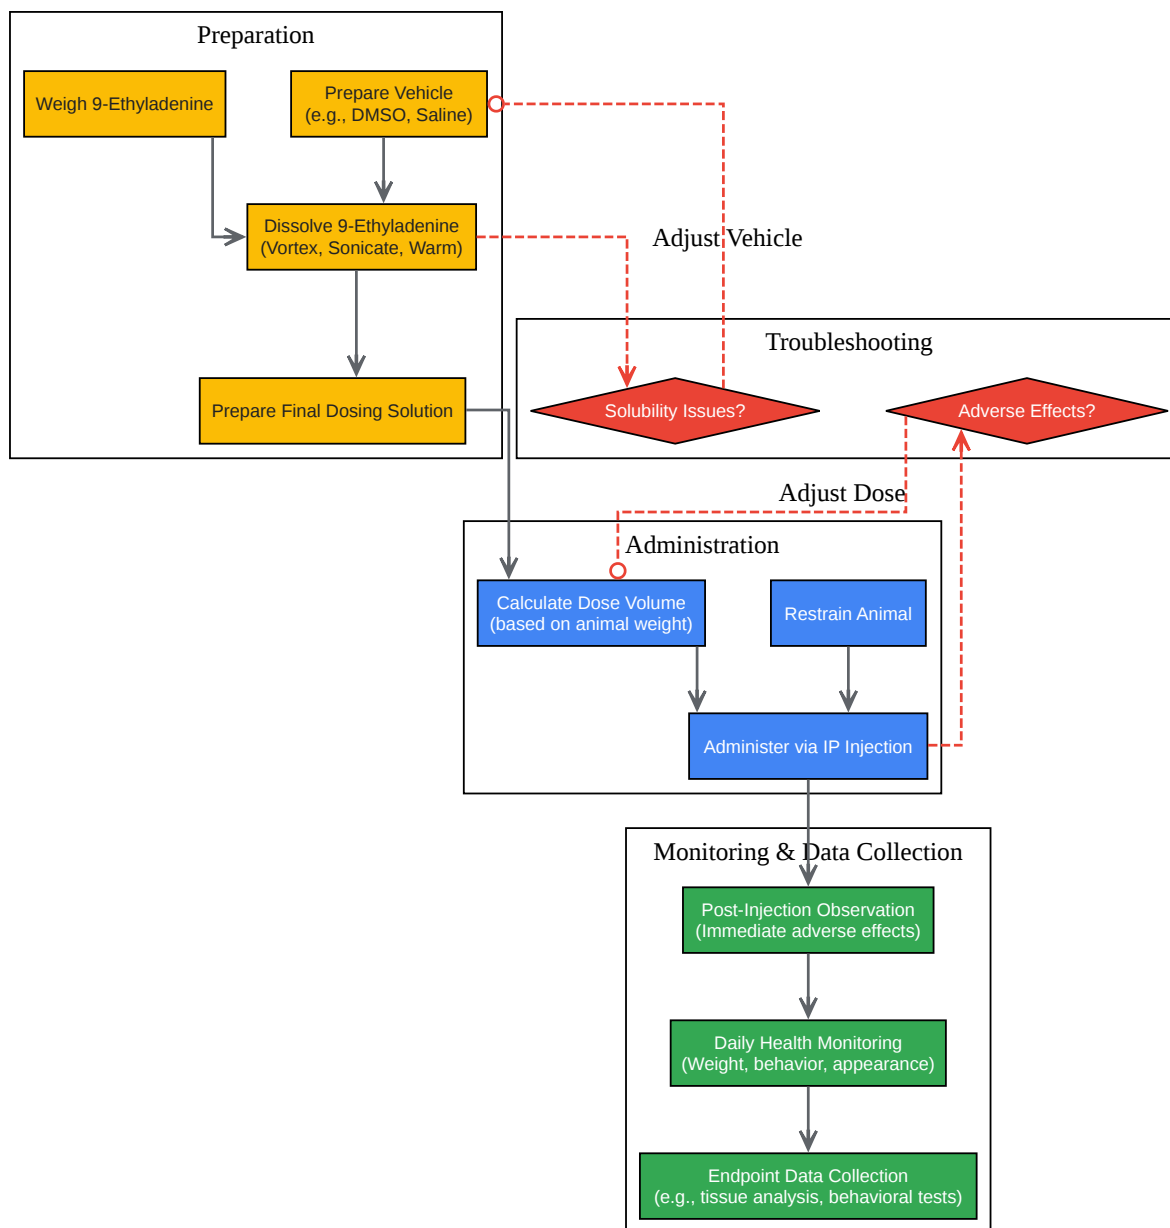 Preparation
Weigh 9-Ethyladenine
Prepare Vehicle
(e.g., DMSO, Saline)
Dissolve 9-Ethyladenine
(Vortex, Sonicate, Warm)
Adjust Vehicle
Troubleshooting
Prepare Final Dosing Solution
Solubility Issues?
Adverse Effects?
Adjust Dose
Administration
Calculate Dose Volume
(based on animal weight)
Restrain Animal
Administer via IP Injection
Monitoring & Data Collection
Post-Injection Observation
(Immediate adverse effects)
Daily Health Monitoring
(Weight, behavior, appearance)
Endpoint Data Collection
(e.g., tissue analysis, behavioral tests)